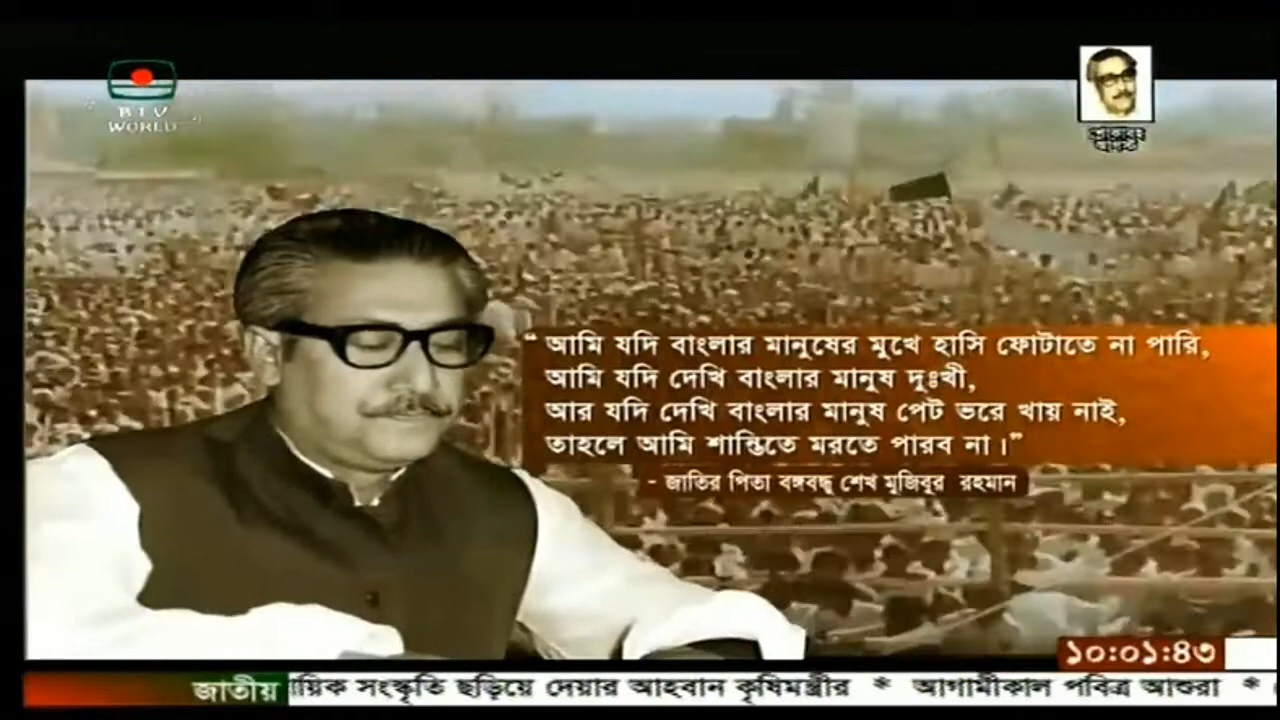 BTV
WORLD
“ আমি যদি বাংলার মানুষের মুখে হাসি ফোটাতে না পারি,
আমি যদি দেখি বাংলার মানুষ দুঃখী,
আর যদি দেখি বাংলার মানুষ পেট ভরে খায় নাই,
তাহলে আমি শান্তিতে মরতে পারব না।”
- জাতির পিতা বঙ্গবন্ধু শেখ মুজিবুর রহমান
১০:০১:৪৩
জাতীয় য়িক সংস্কৃতি ছড়িয়ে দেয়ার আহবান কৃষিমন্ত্রীর * আগামীকাল পবিত্র আশুরা *